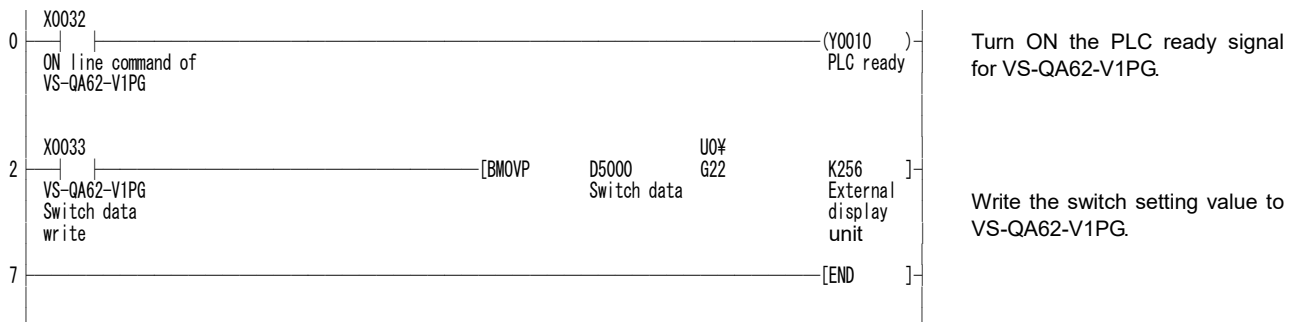 X0032
0 (Y0010 )
ON line command of PLC ready
VS-QA62-V1PG
Turn ON the PLC ready signal
for VS-QA62-V1PG.
X0033 U0¥
2 [BMOVP D5000 G22 K256 ]
VS-QA62-V1PG Switch data External
Switch data display
write unit
Write the switch setting value to
VS-QA62-V1PG.
7 [END ]